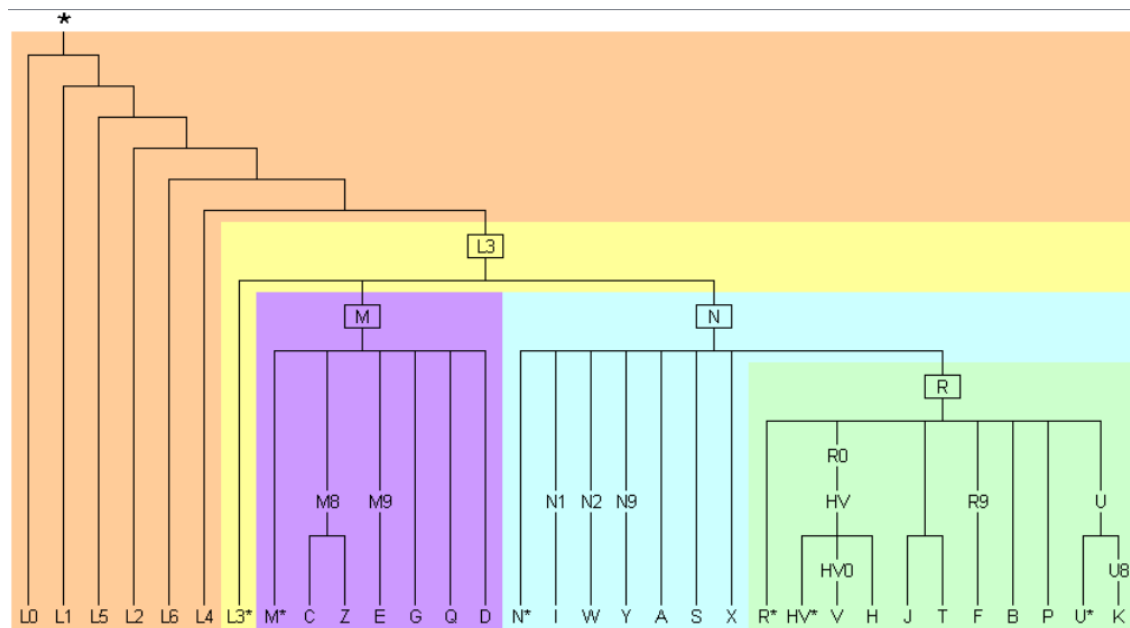 *
L3
M N
R
R0
M8 M9 N1 N2 N9 HV R9 U
HV0 U8
L0 L1 L5 L2 L6 L4 L3* M* C Z E G Q D N* I W Y A S X R* HV* V H J T F B P U* K